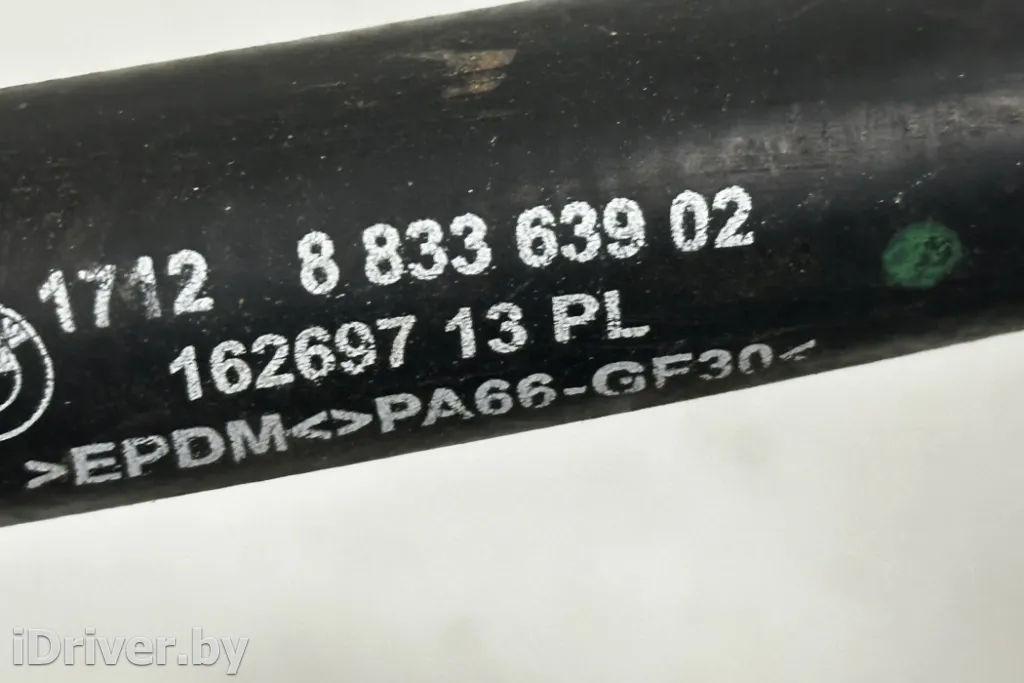 1712 8 833 639 02
162697 13 PL
>EPDM<>PA66-GF30<
iDriver.by